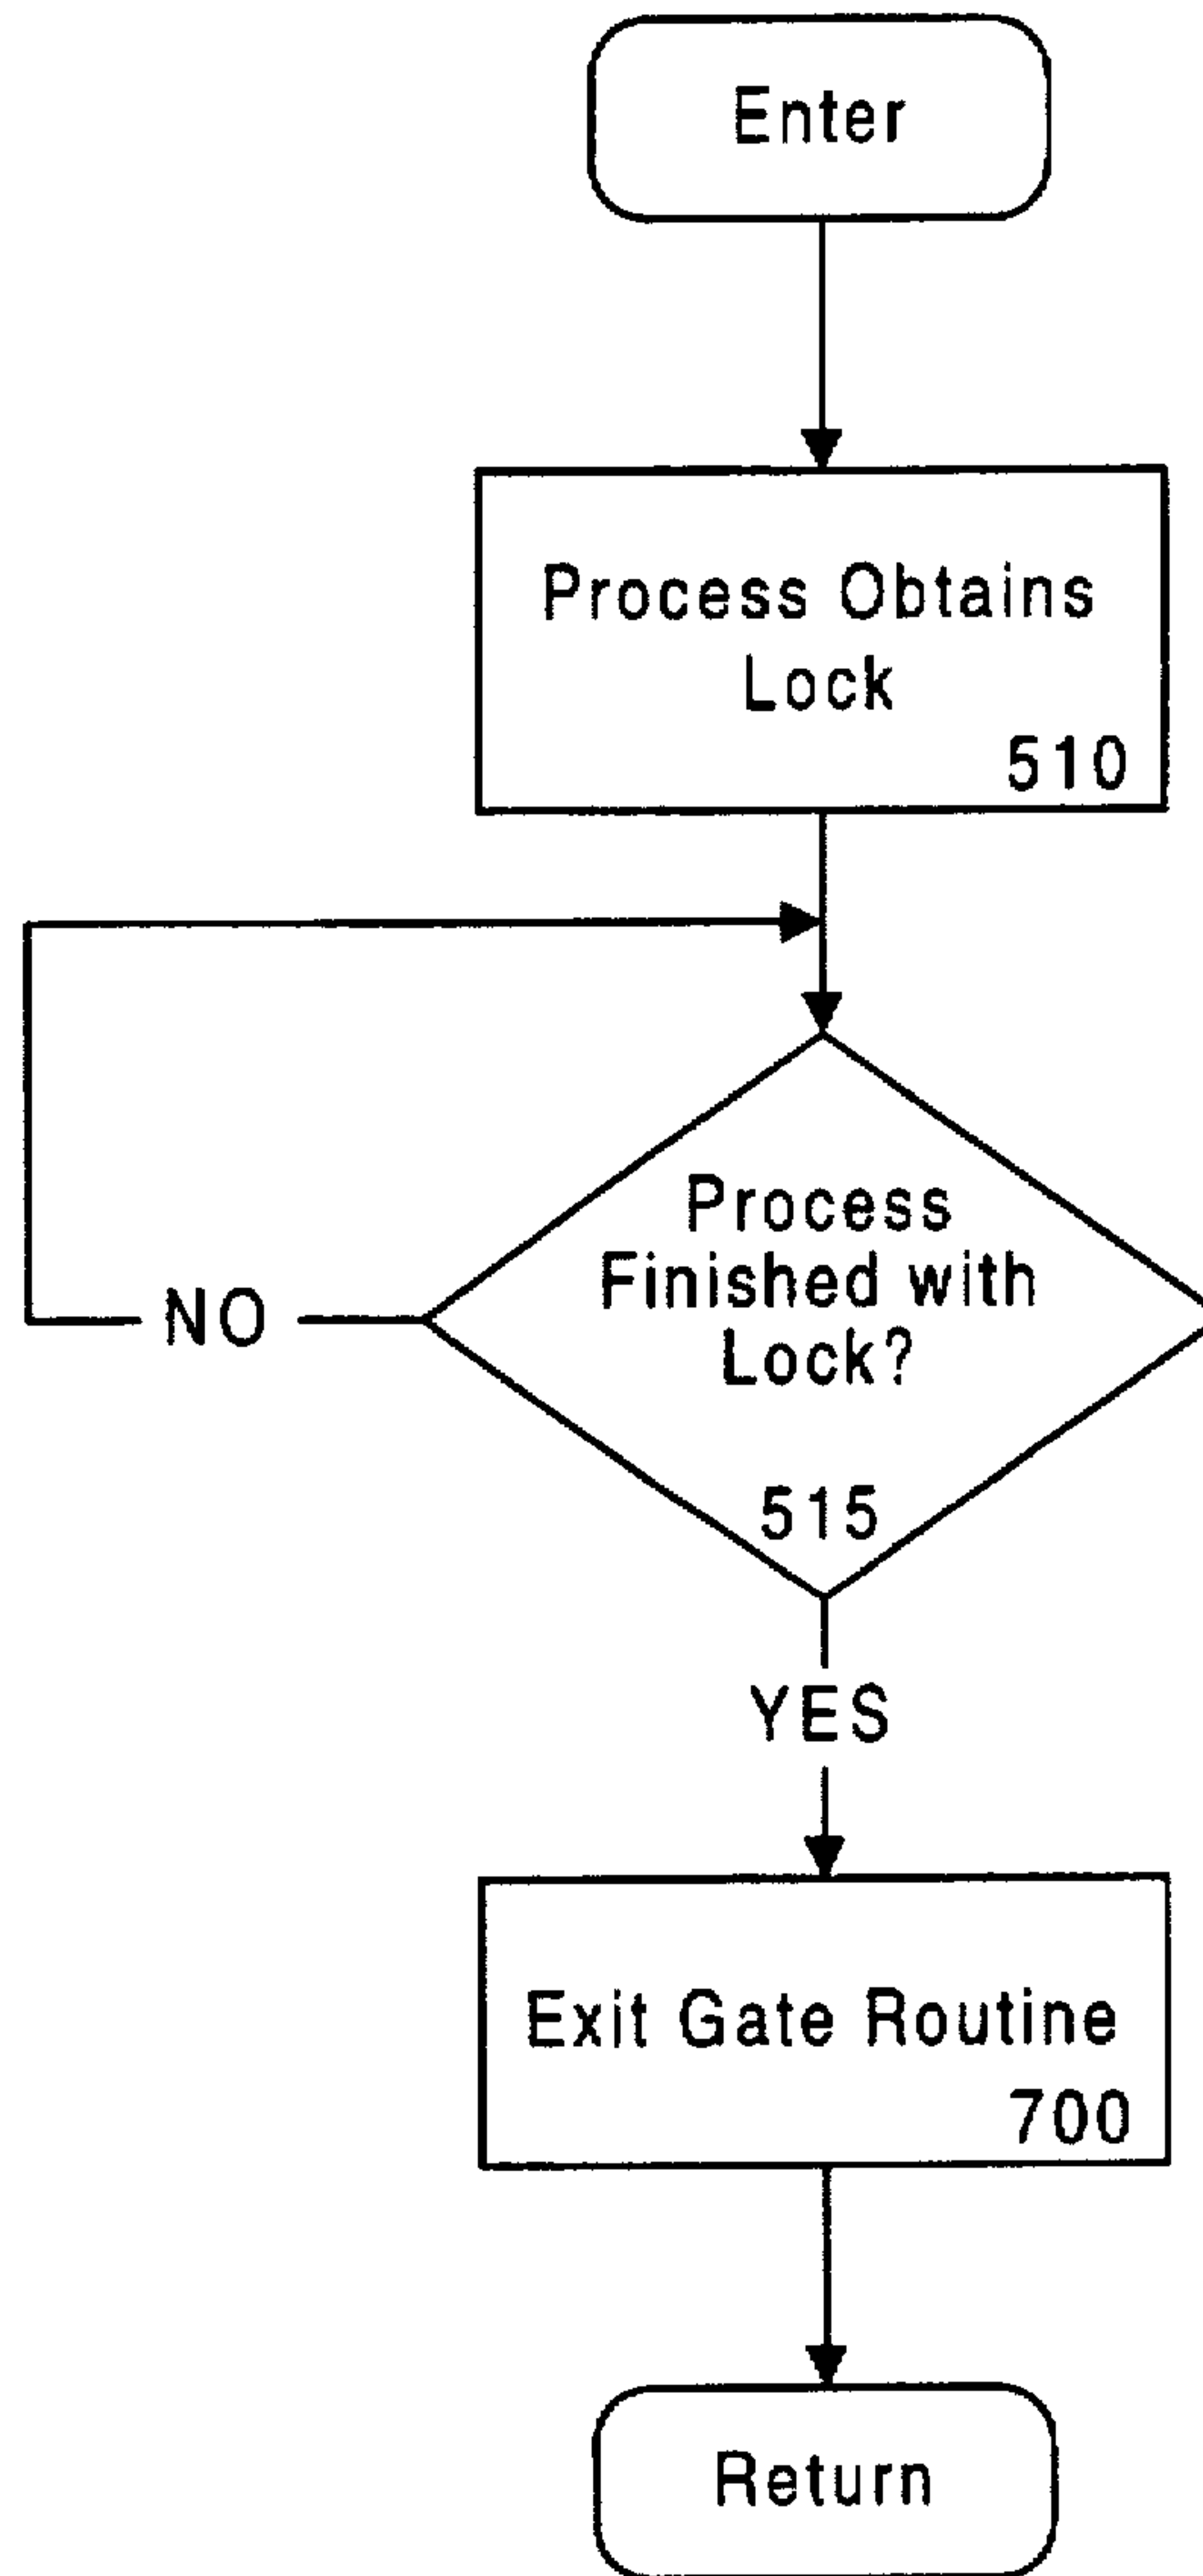 Enter
Process Obtains
Lock
510
Process
Finished with
Lock?
NO
515
YES
Exit Gate Routine
700
Return